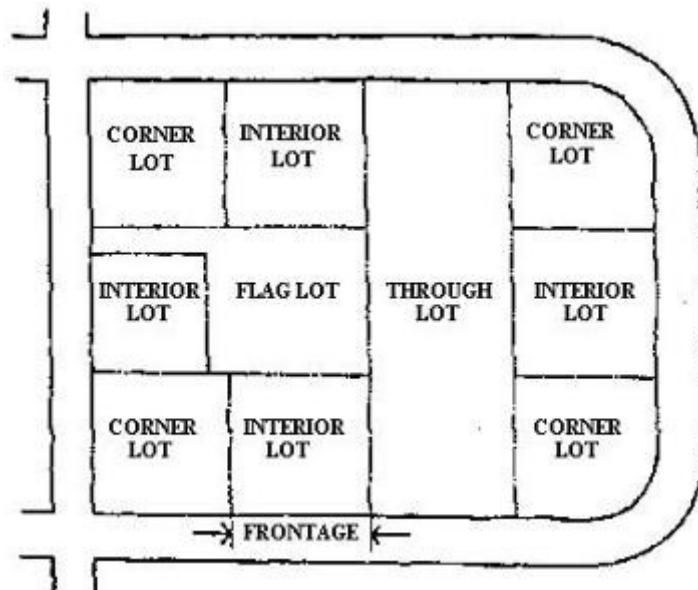 CORNER
LOT
INTERIOR
LOT
CORNER
LOT
INTERIOR
LOT
FLAG LOT
THROUGH
LOT
INTERIOR
LOT
CORNER
LOT
INTERIOR
LOT
CORNER
LOT
FRONTAGE